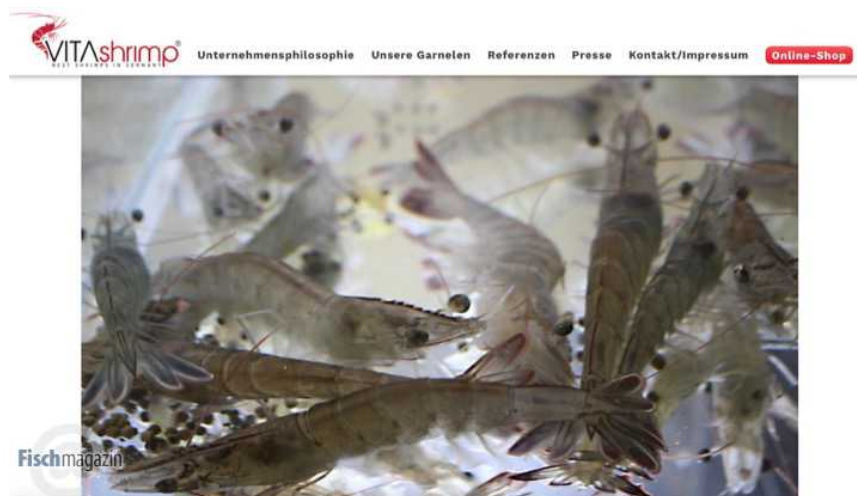 VITAshrimp®
BEST SHRIMPS IN GERMANY
Unternehmensphilosophie Unsere Garnelen Referenzen Presse Kontakt/Impressum Online-Shop
Fischmagazin